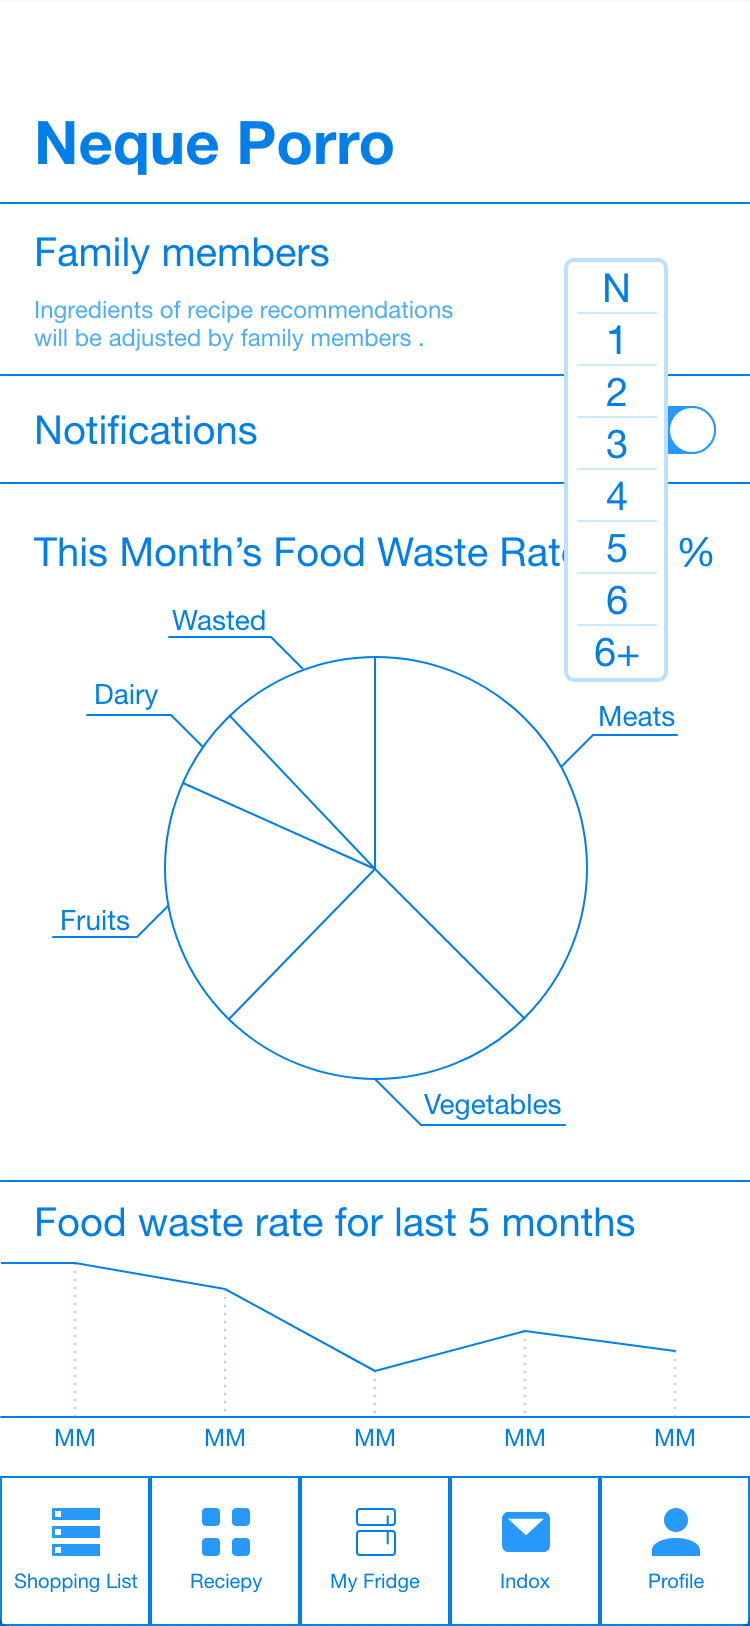 Neque Porro
Family members
Ingredients of recipe recommendations
will be adjusted by family members .
N
1
2
3
4
5
6
6+
Notifications
This Month's Food Waste Rat
%
Wasted
Dairy
Meats
Fruits
Vegetables
Food waste rate for last 5 months
MM MM MM MM MM
Shopping List Reciepy My Fridge Indox Profile